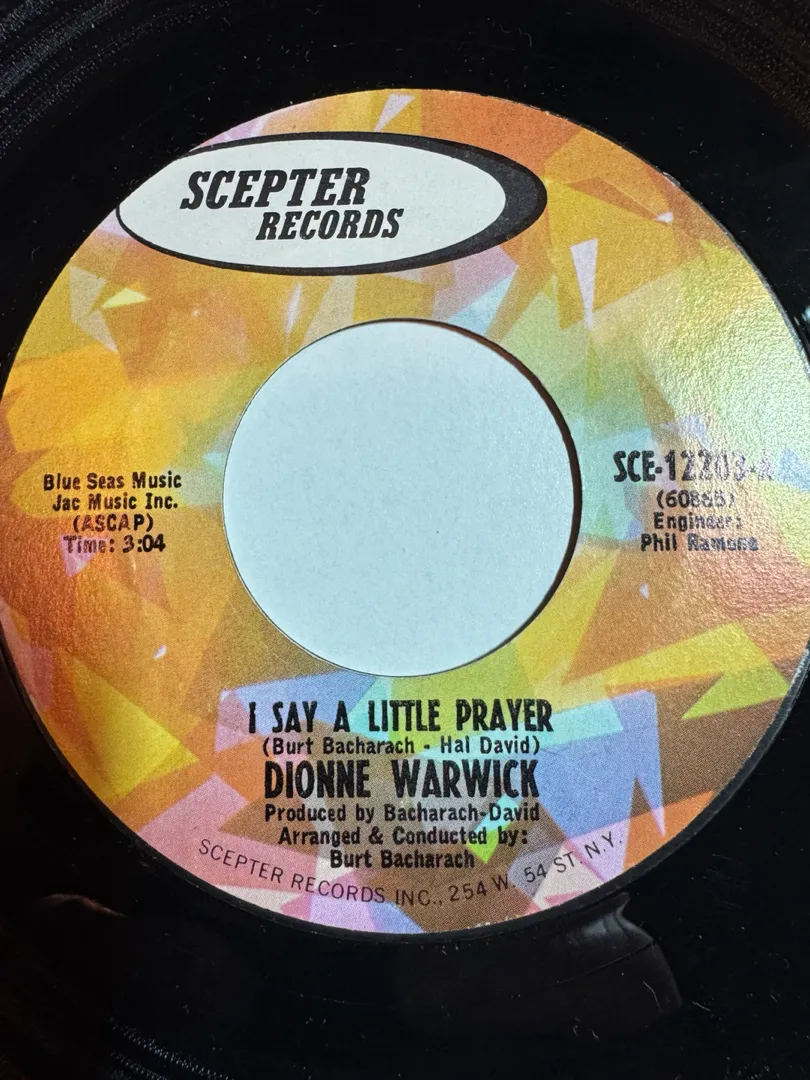 SCEPTER
RECORDS
Blue Seas Music
Jac Music Inc.
(ASCAP)
Time: 3:04
SCE-12203-A
Engineer:
Phil Ramone
I SAY A LITTLE PRAYER
(Burt Bacharach - Hal David)
DIONNE WARWICK
Produced by Bacharach-David
Arranged & Conducted by:
Burt Bacharach
SCEPTER RECORDS INC., 254 W. 54 ST. N.Y.